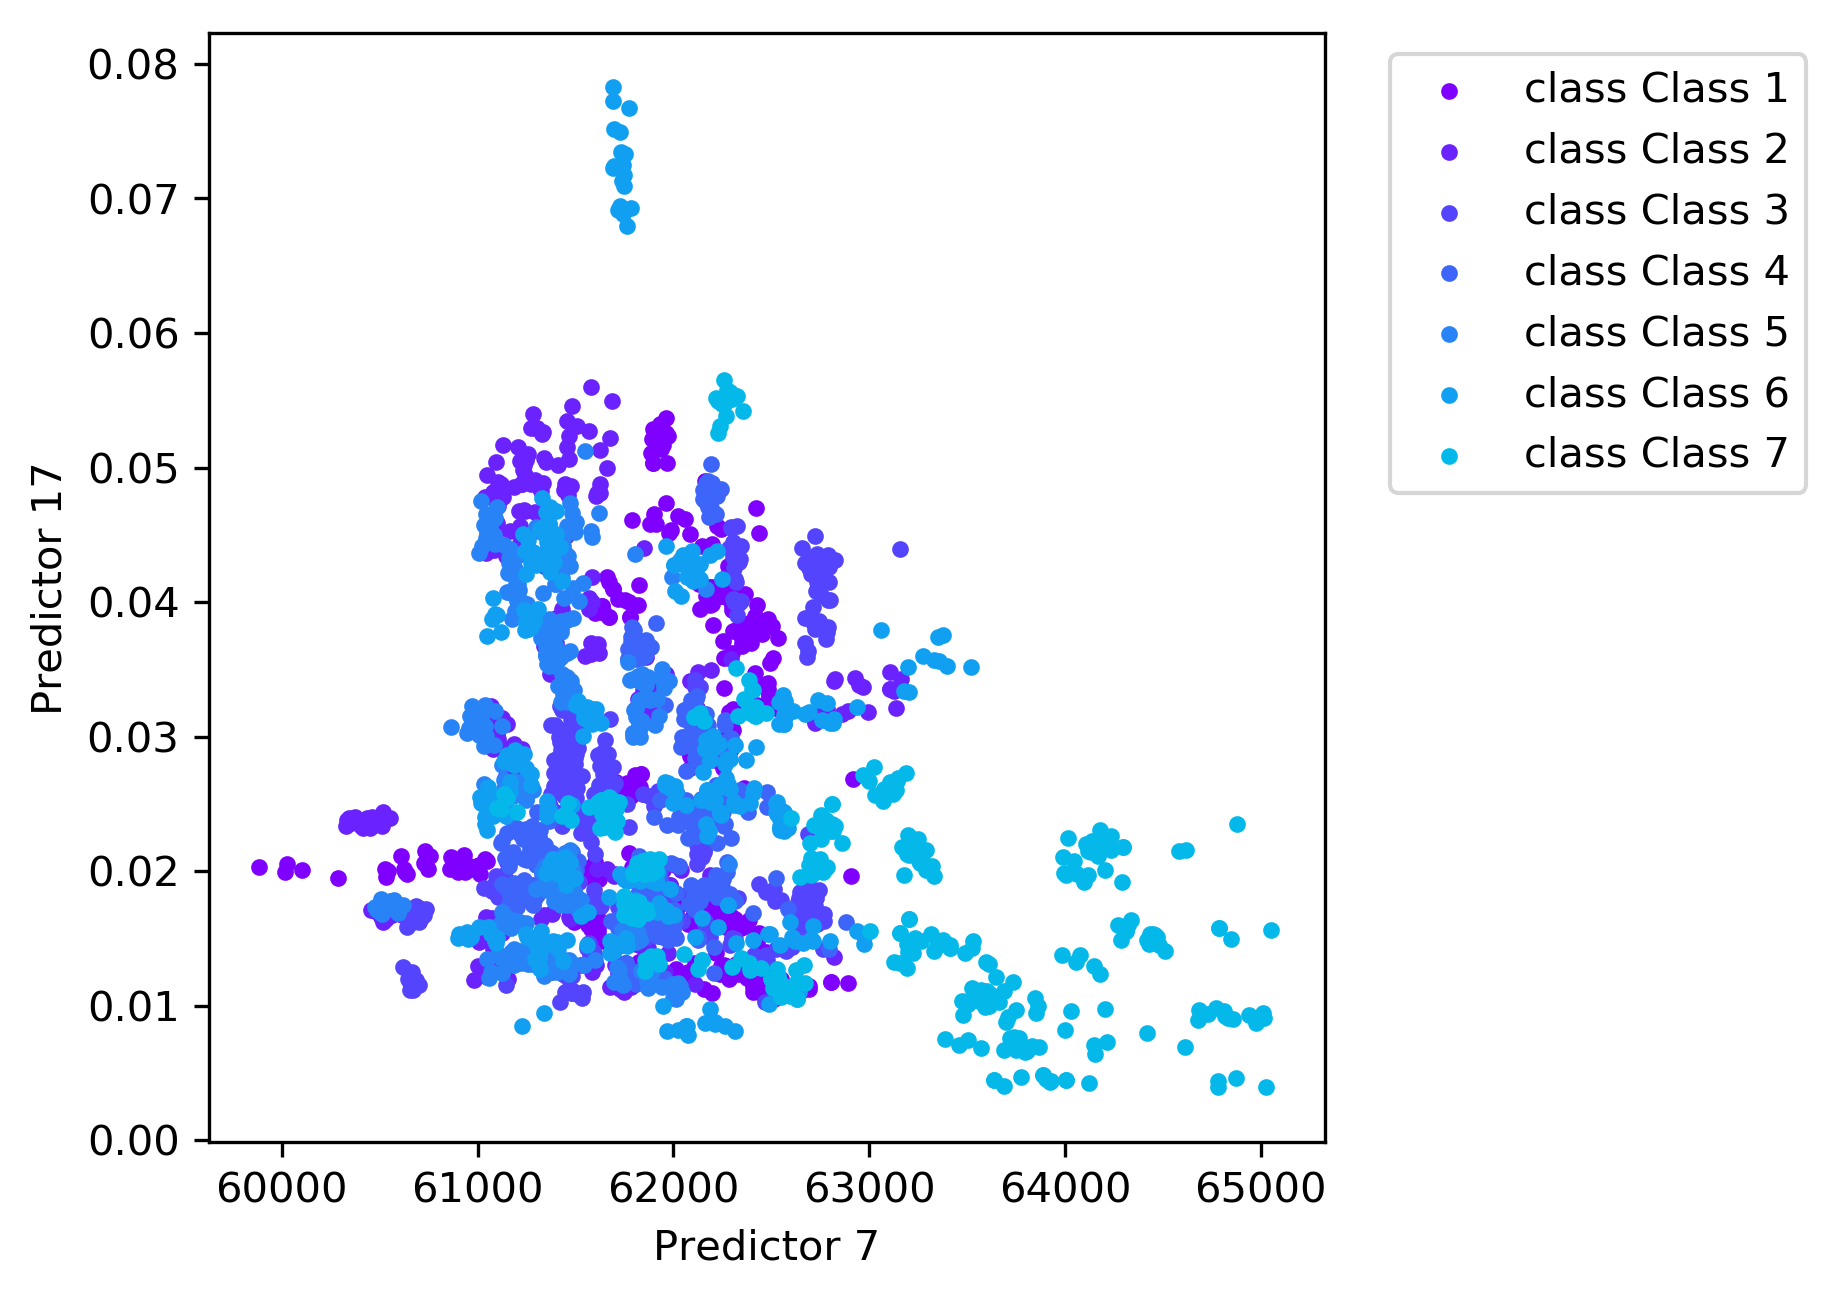 0.08
0.07
0.06
0.05
0.04
0.03
0.02
0.01
0.00
Predictor 17
60000 61000 62000 63000 64000 65000
Predictor 7
class Class 1
class Class 2
class Class 3
class Class 4
class Class 5
class Class 6
class Class 7